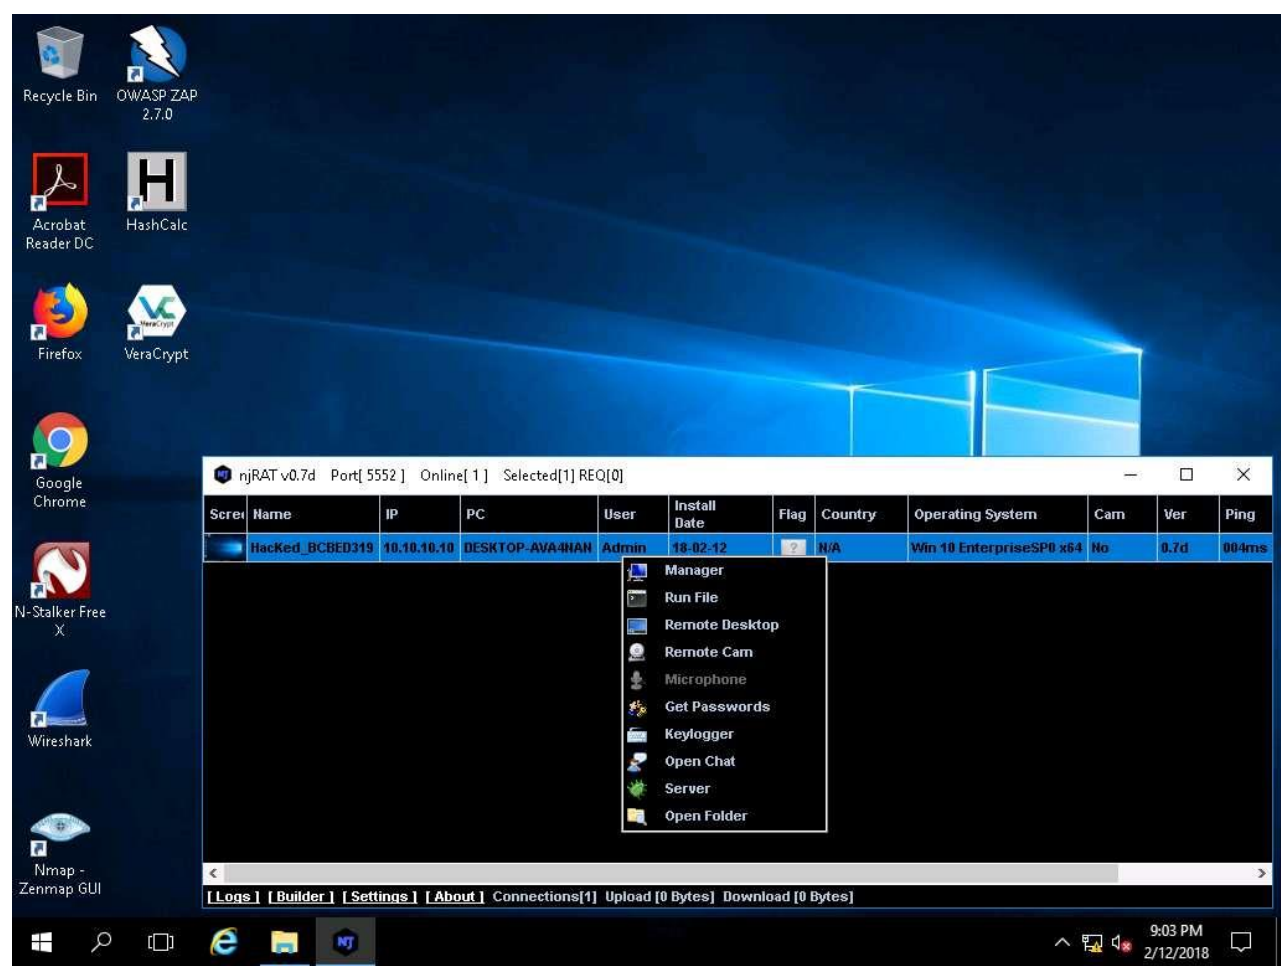 Recycle Bin
OWASP ZAP
2.7.0
Acrobat
Reader DC
HashCalc
Firefox
VeraCrypt
VC
VeraCrypt
Google
Chrome
N-Stalker Free
X
Wireshark
Nmap -
Zenmap GUI
njRAT v0.7d Port[ 5552 ] Online[ 1 ] Selected[1] REQ[0]
Scree Name IP PC User Install Date Flag Country Operating System Cam Ver Ping
HacKed_BCBED319 10.10.10.10 DESKTOP-AVA4NAN Admin 18-02-12 ? N/A Win 10 EnterpriseSP0 x64 No 0.7d 004ms
Manager
Run File
Remote Desktop
Remote Cam
Microphone
Get Passwords
Keylogger
Open Chat
Server
Open Folder
[ Logs ] [ Builder ] [ Settings ] [ About ] Connections[1] Upload [0 Bytes] Download [0 Bytes]
NJ
9:03 PM
2/12/2018